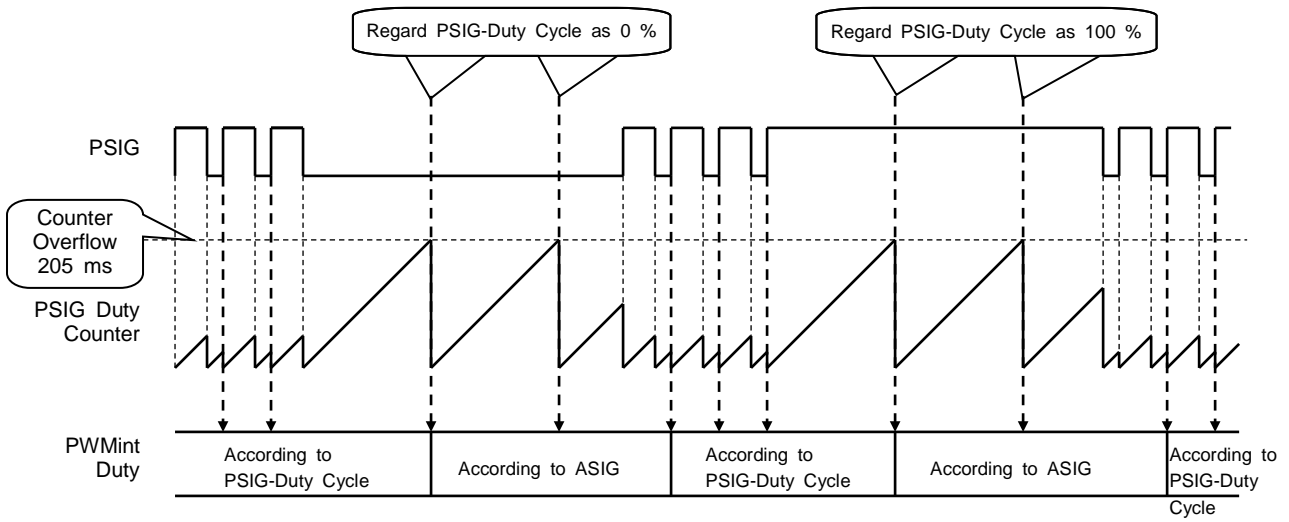 Regard PSIG-Duty Cycle as 0 %
Regard PSIG-Duty Cycle as 100 %
PSIG
Counter
Overflow
205 ms
PSIG Duty
Counter
PWMint
Duty
According to
PSIG-Duty Cycle
According to ASIG
According to
PSIG-Duty Cycle
According to ASIG
According to
PSIG-Duty
Cycle